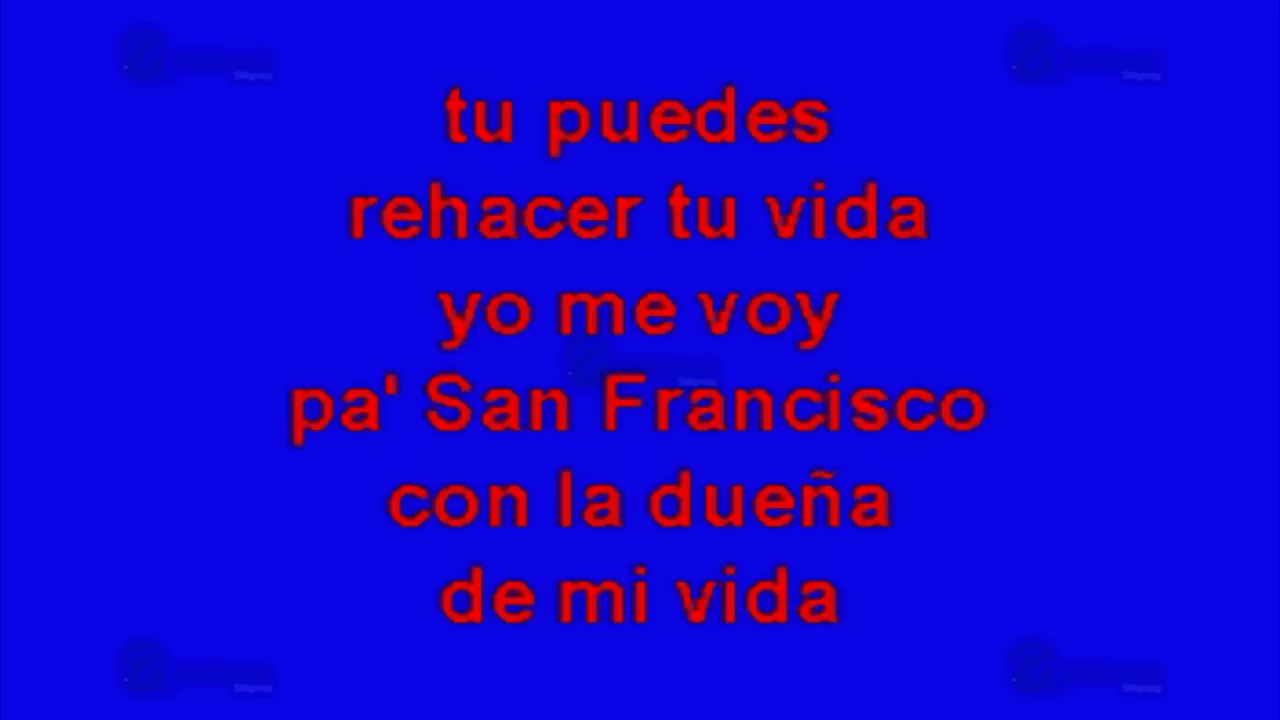 tu puedes
rehacer tu vida
yo me voy
pa' San Francisco
con la dueña
de mi vida